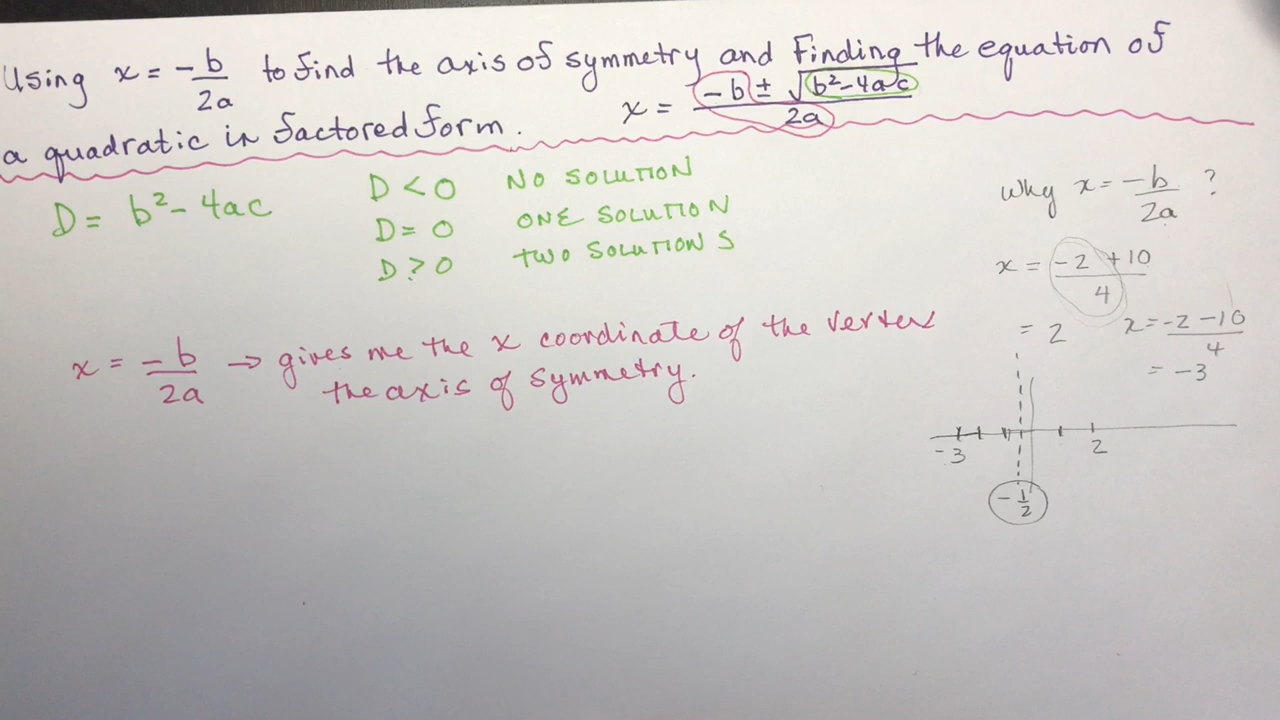 Using x = -b/2a to find the axis of symmetry and Finding the equation of
a quadratic in factored form. x = (-b ± √(b²-4ac))/2a
D = b²-4ac
D < 0 NO SOLUTION
D = 0 ONE SOLUTION
D > 0 TWO SOLUTIONS
x = -b/2a → gives me the x coordinate of the vertex
the axis of symmetry.
Why x = -b/2a ?
x = (-2 +10)/4
= 2
x = (-2 -10)/4
= -3
-3 2
-1/2